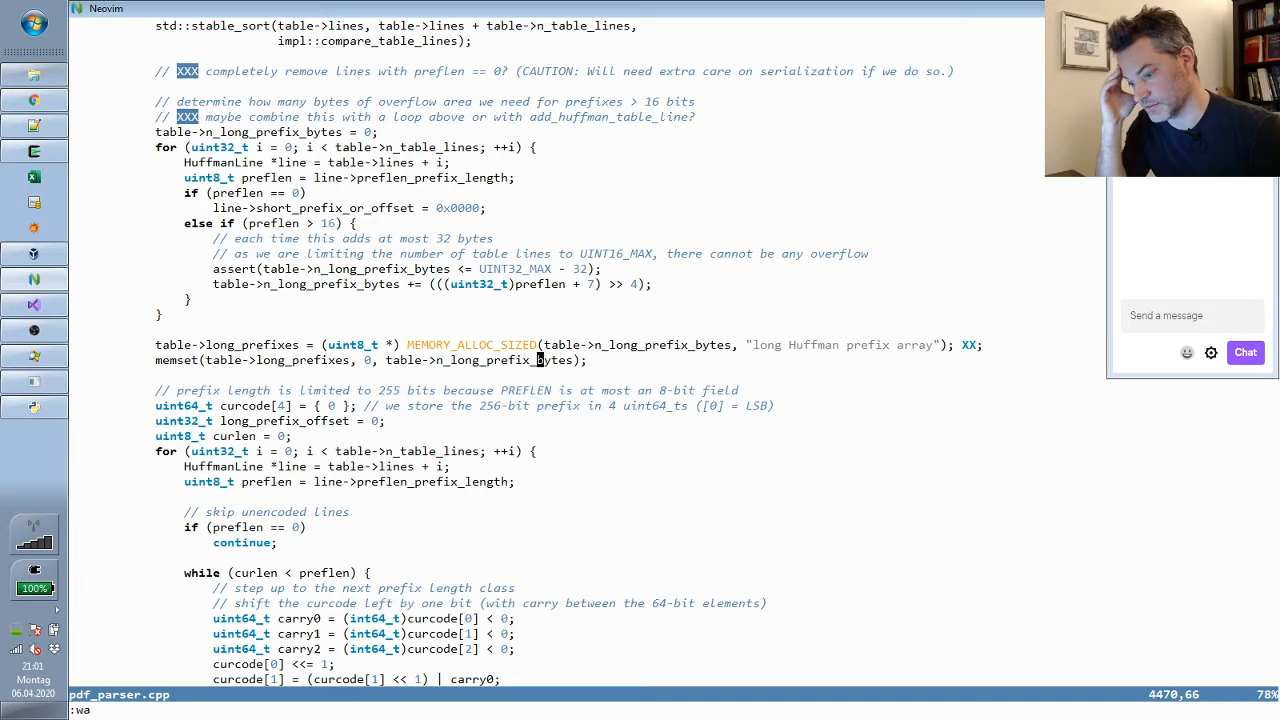 Neovim
std::stable_sort(table->lines, table->lines + table->n_table_lines,
impl::compare_table_lines);
// XXX completely remove lines with preflen == 0? (CAUTION: Will need extra care on serialization if we do so.)
// determine how many bytes of overflow area we need for prefixes > 16 bits
// XXX maybe combine this with a loop above or with add_huffman_table_line?
table->n_long_prefix_bytes = 0;
for (uint32_t i = 0; i < table->n_table_lines; ++i) {
HuffmanLine *line = table->lines + i;
uint8_t preflen = line->preflen_prefix_length;
if (preflen == 0)
line->short_prefix_or_offset = 0x0000;
else if (preflen > 16) {
// each time this adds at most 32 bytes
// as we are limiting the number of table lines to UINT16_MAX, there cannot be any overflow
assert(table->n_long_prefix_bytes <= UINT32_MAX - 32);
table->n_long_prefix_bytes += (((uint32_t)preflen + 7) >> 4);
}
}
table->long_prefixes = (uint8_t *) MEMORY_ALLOC_SIZED(table->n_long_prefix_bytes, "long Huffman prefix array"); XX;
memset(table->long_prefixes, 0, table->n_long_prefix_bytes);
// prefix length is limited to 255 bits because PREFLEN is at most an 8-bit field
uint64_t curcode[4] = { 0 }; // we store the 256-bit prefix in 4 uint64_ts ([0] = LSB)
uint32_t long_prefix_offset = 0;
uint8_t curlen = 0;
for (uint32_t i = 0; i < table->n_table_lines; ++i) {
HuffmanLine *line = table->lines + i;
uint8_t preflen = line->preflen_prefix_length;
// skip unencoded lines
if (preflen == 0)
continue;
while (curlen < preflen) {
// step up to the next prefix length class
// shift the curcode left by one bit (with carry between the 64-bit elements)
uint64_t carry0 = (int64_t)curcode[0] < 0;
uint64_t carry1 = (int64_t)curcode[1] < 0;
uint64_t carry2 = (int64_t)curcode[2] < 0;
curcode[0] <<= 1;
curcode[1] = (curcode[1] << 1) | carry0;
pdf_parser.cpp 4470,66 78%
:wa
Send a message
Chat
100%
21:01
Montag
06.04.2020